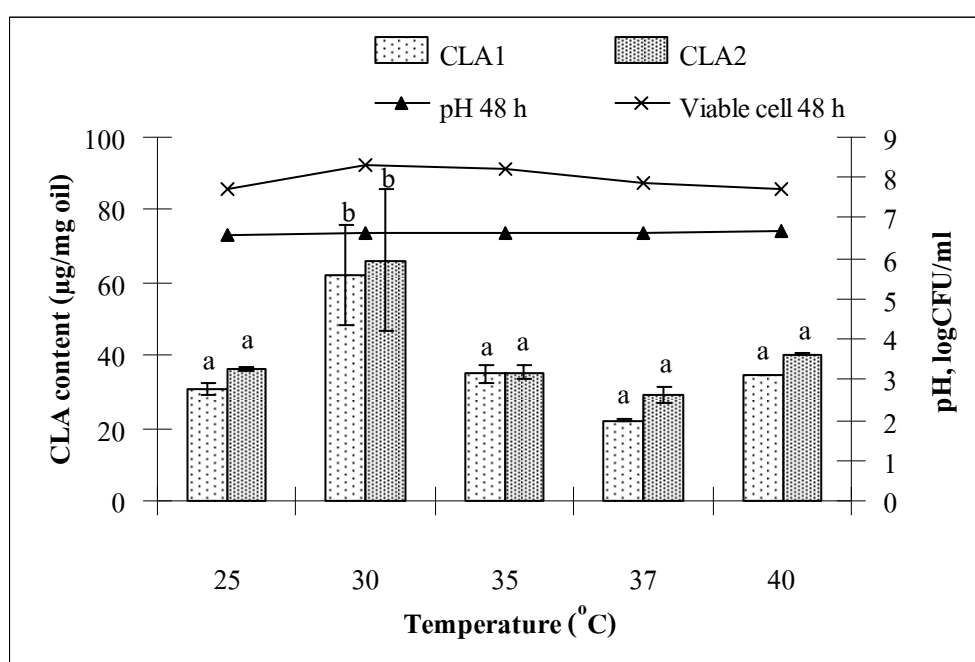 CLA1 CLA2
pH 48 h Viable cell 48 h
100 9
80 8
60 7
40 6
20 5
0 4
3
2
1
0
b b
a a a a a a a a
25 30 35 37 40
Temperature (°C)
CLA content (µg/mg oil)
pH, logCFU/ml